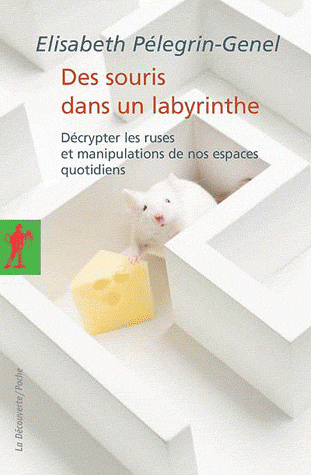 Elisabeth Pélegrin-Genel
Des souris
dans un labyrinthe
Décrypter les ruses
et manipulations de nos espaces
quotidiens
La Découverte/Poche